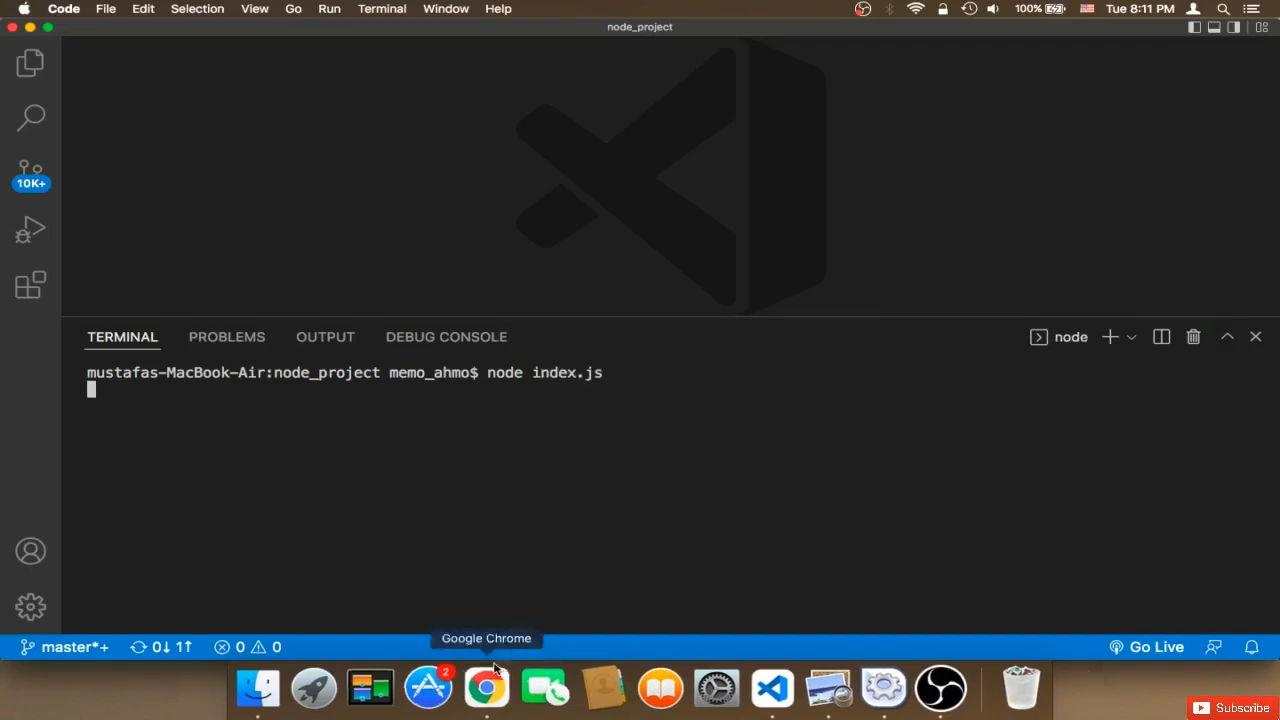 Code File Edit Selection View Go Run Terminal Window Help 100% Tue 8:11 PM
node_project
10K+
TERMINAL PROBLEMS OUTPUT DEBUG CONSOLE node
mustafas-MacBook-Air:node_project memo_ahmo$ node index.js
Google Chrome
master*+ 0↓ 1↑ 0 0 Go Live
2
Subscribe